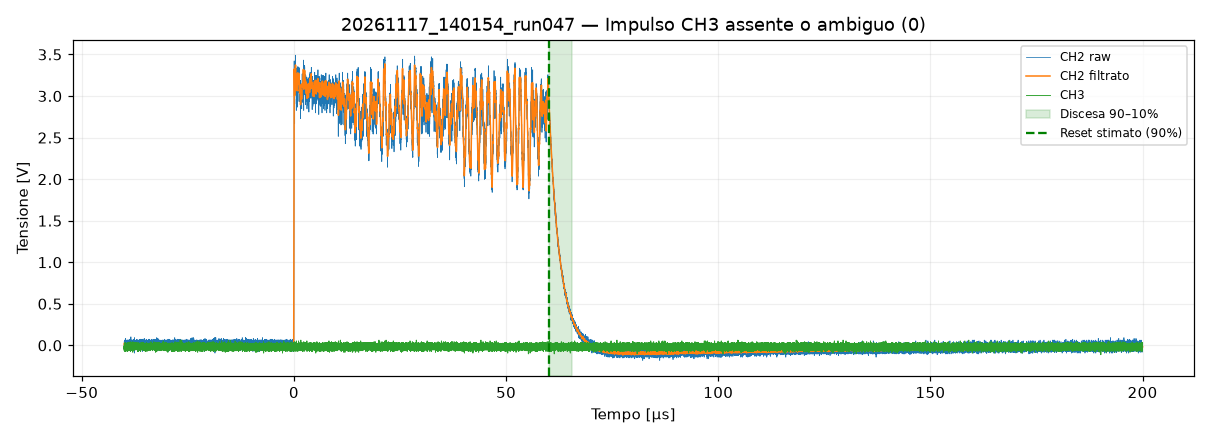 20261117_140154_run047 — Impulso CH3 assente o ambiguo (0)
3.5
3.0
2.5
2.0
1.5
1.0
0.5
0.0
Tensione [V]
CH2 raw
CH2 filtrato
CH3
Discesa 90–10%
Reset stimato (90%)
−50
0
50
100
150
200
Tempo [µs]